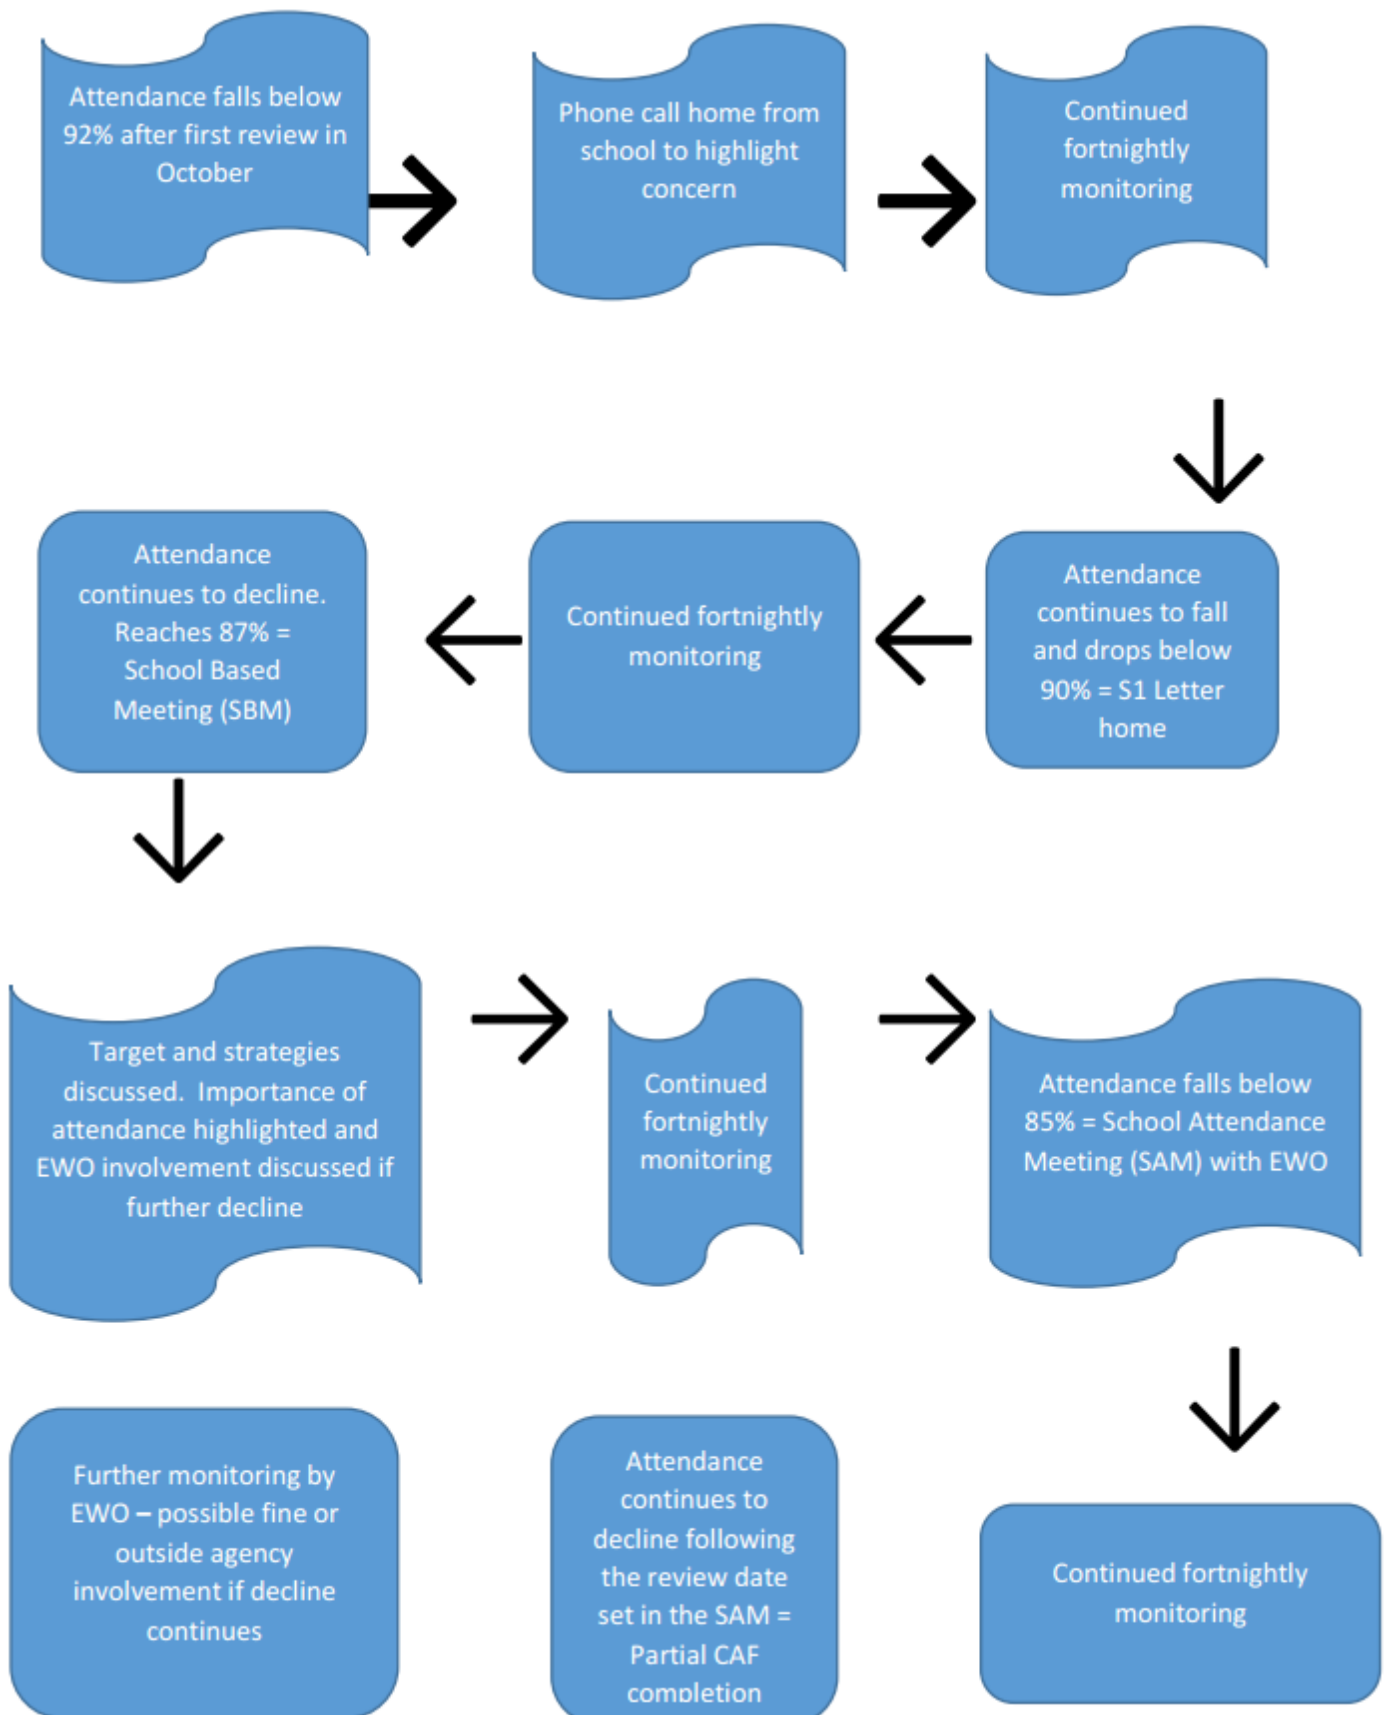 Attendance falls below
92% after first review in
October
Phone call home from
school to highlight
concern
Continued
fortnightly
monitoring
Attendance
continues to fall
and drops below
90% = S1 Letter
home
Continued fortnightly
monitoring
Attendance
continues to decline.
Reaches 87% =
School Based
Meeting (SBM)
Target and strategies
discussed.  Importance of
attendance highlighted and
EWO involvement discussed if
further decline
Continued
fortnightly
monitoring
Attendance falls below
85% = School Attendance
Meeting (SAM) with EWO
Continued fortnightly
monitoring
Attendance
continues to
decline following
the review date
set in the SAM =
Partial CAF
completion
Further monitoring by
EWO – possible fine or
outside agency
involvement if decline
continues